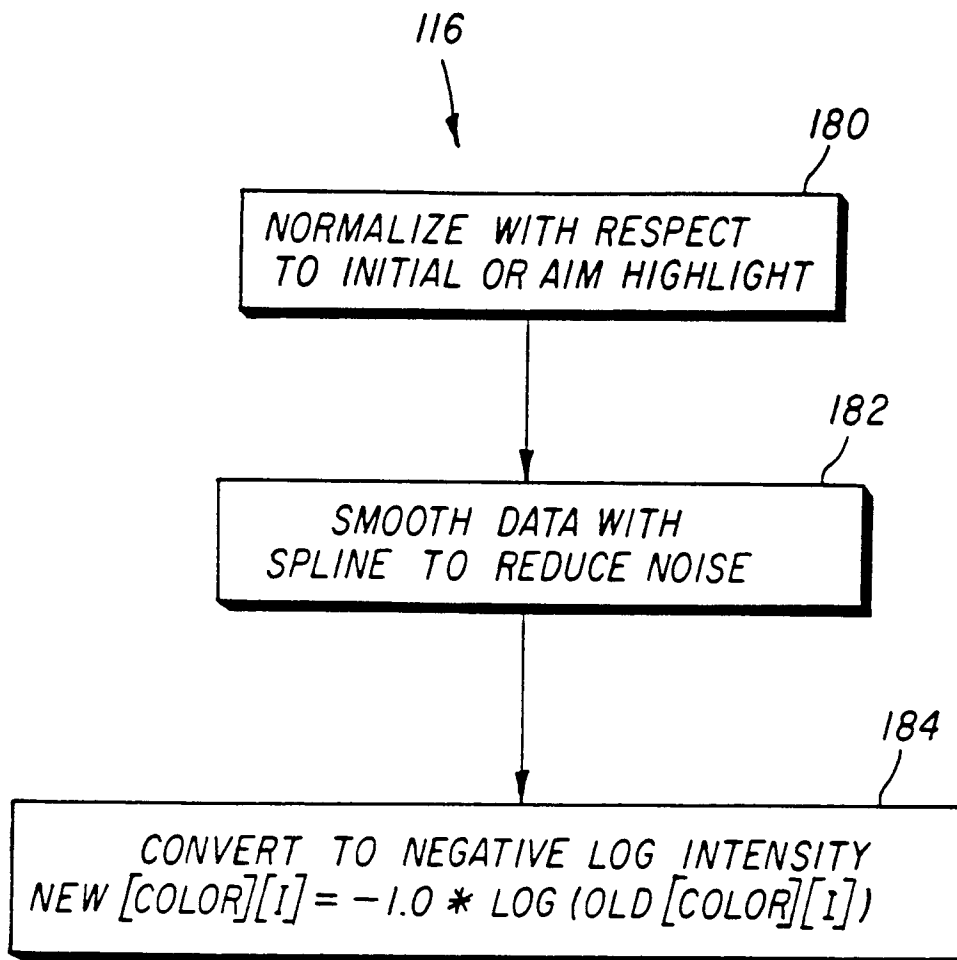 116
180
NORMALIZE WITH RESPECT
TO INITIAL OR AIM HIGHLIGHT
182
SMOOTH DATA WITH
SPLINE TO REDUCE NOISE
184
CONVERT TO NEGATIVE LOG INTENSITY
NEW [COLOR][I] = -1.0 * LOG (OLD [COLOR][I])